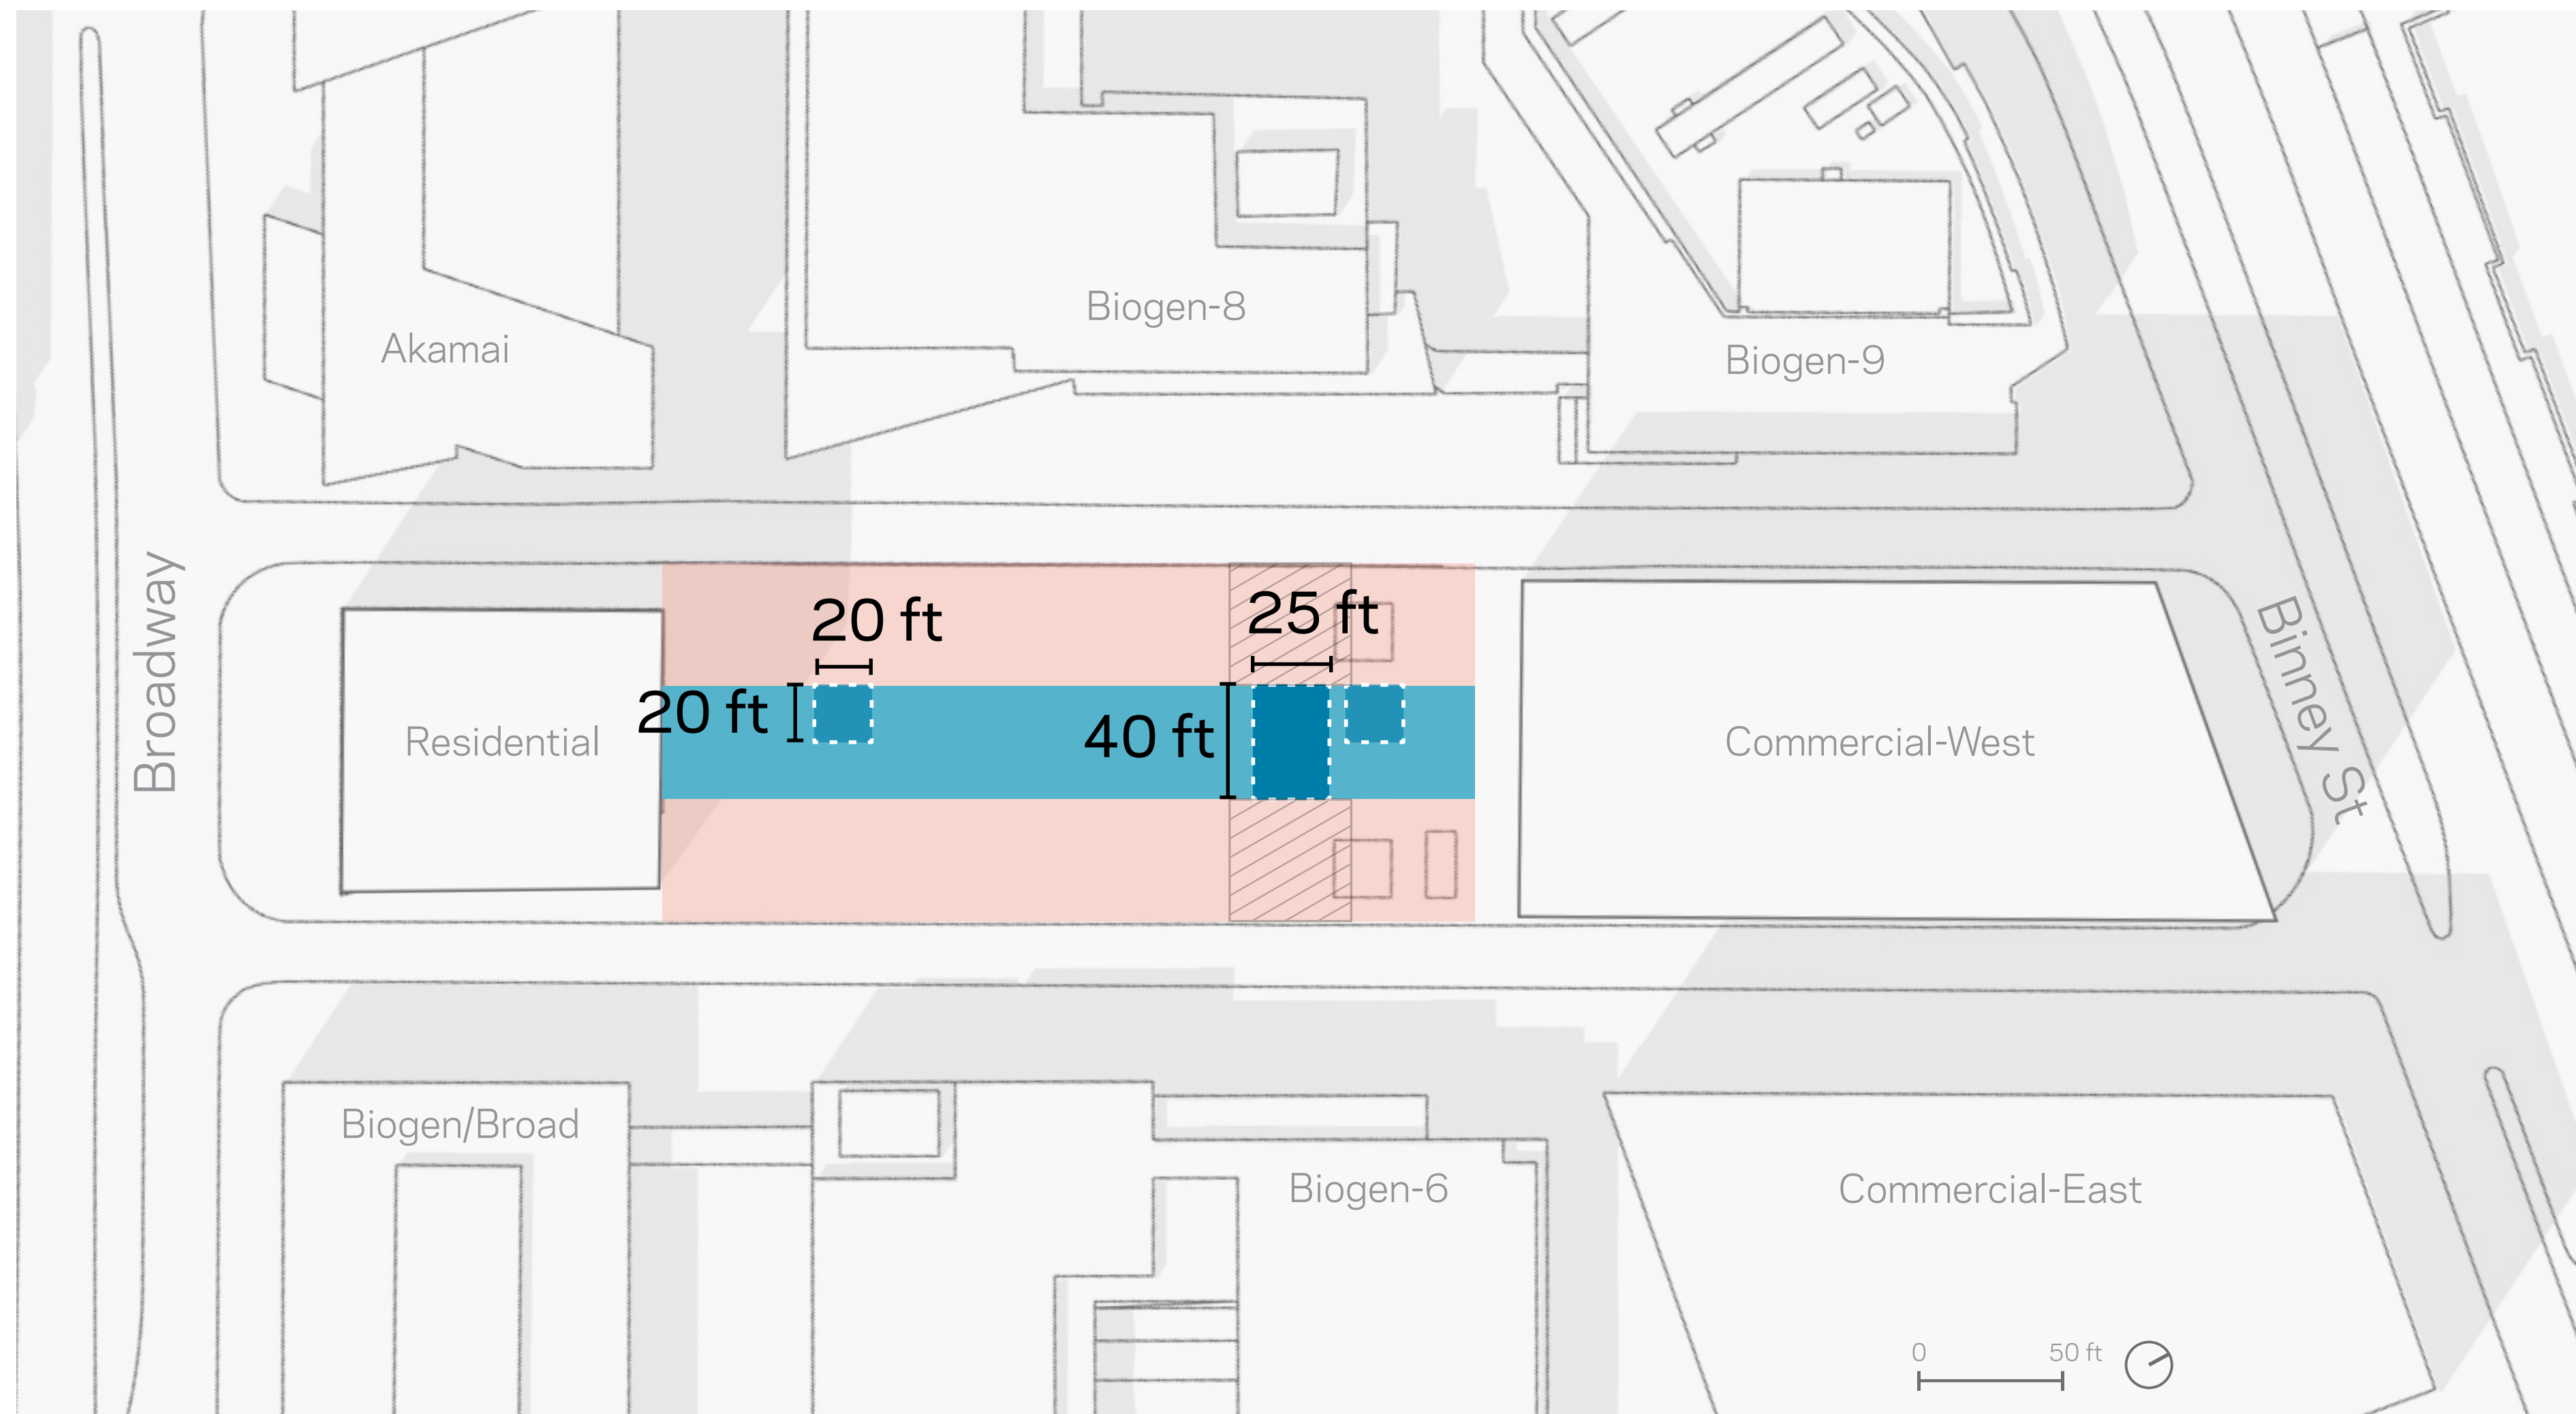 Biogen-8
Akamai
Biogen-9
20 ft
25 ft
20 ft
40 ft
Broadway
Residential
Commercial-West
Binney St
Biogen/Broad
Biogen-6
Commercial-East
0
50 ft